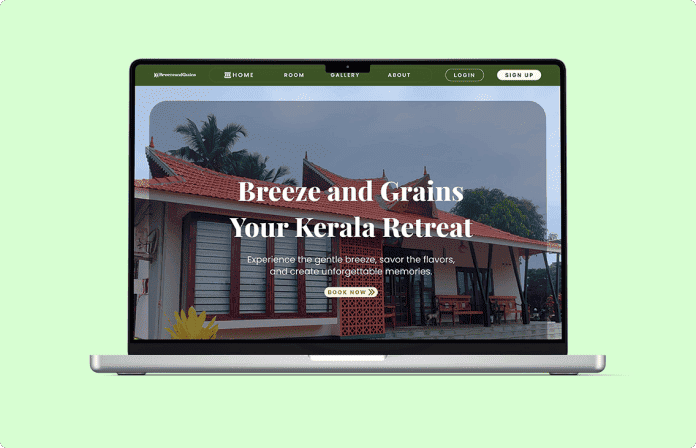 BreezeandGrains
HOME
ROOM
GALLERY
ABOUT
LOGIN
SIGN UP
Breeze and Grains
Your Kerala Retreat
Experience the gentle breeze, savor the flavors,
and create unforgettable memories.
BOOK NOW